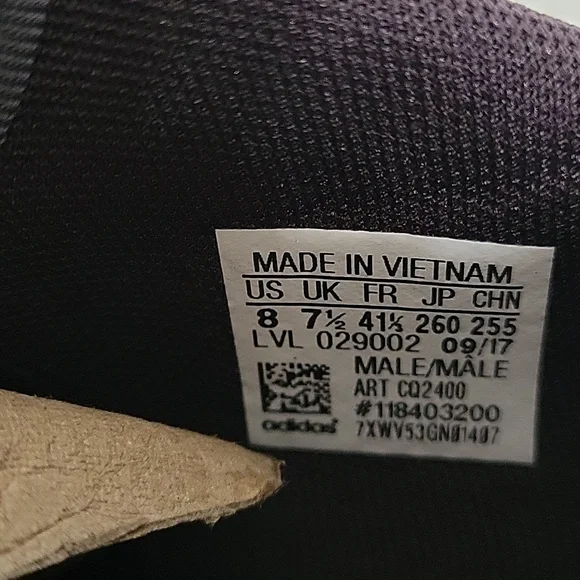 MADE IN VIETNAM
US UK FR JP CHN
8 7½ 41⅓ 260 255
LVL 029002 09/17
MALE/MÂLE
ART CQ2400
#118403200
adidas 7XWV53GN01407